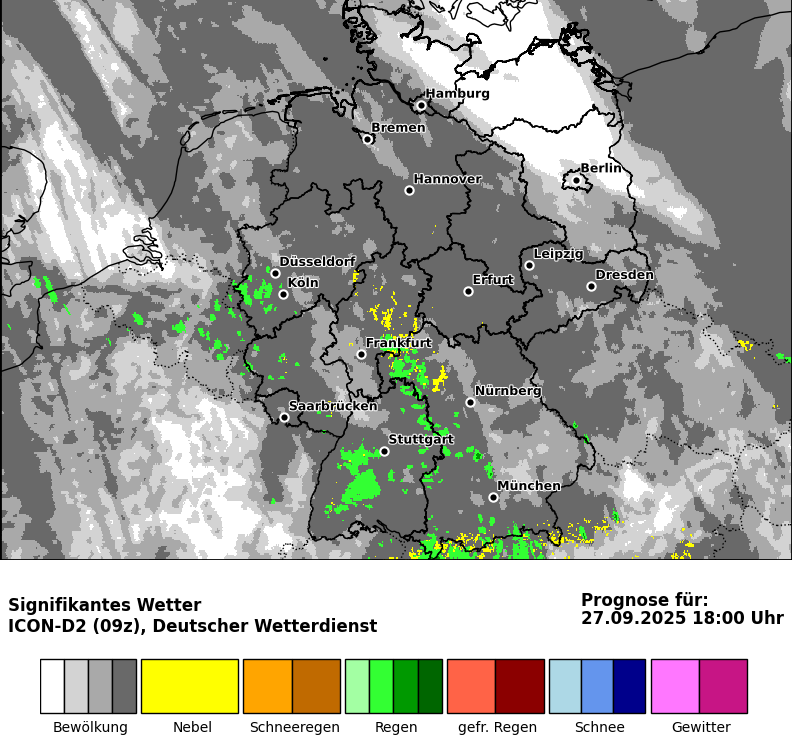 Hamburg
Bremen
Berlin
Hannover
Düsseldorf
Leipzig
Köln
Erfurt
Dresden
Frankfurt
Nürnberg
Saarbrücken
Stuttgart
München
Signifikantes Wetter
ICON-D2 (09z), Deutscher Wetterdienst
Prognose für:
27.09.2025 18:00 Uhr
Bewölkung
Nebel
Schneeregen
Regen
gefr. Regen
Schnee
Gewitter